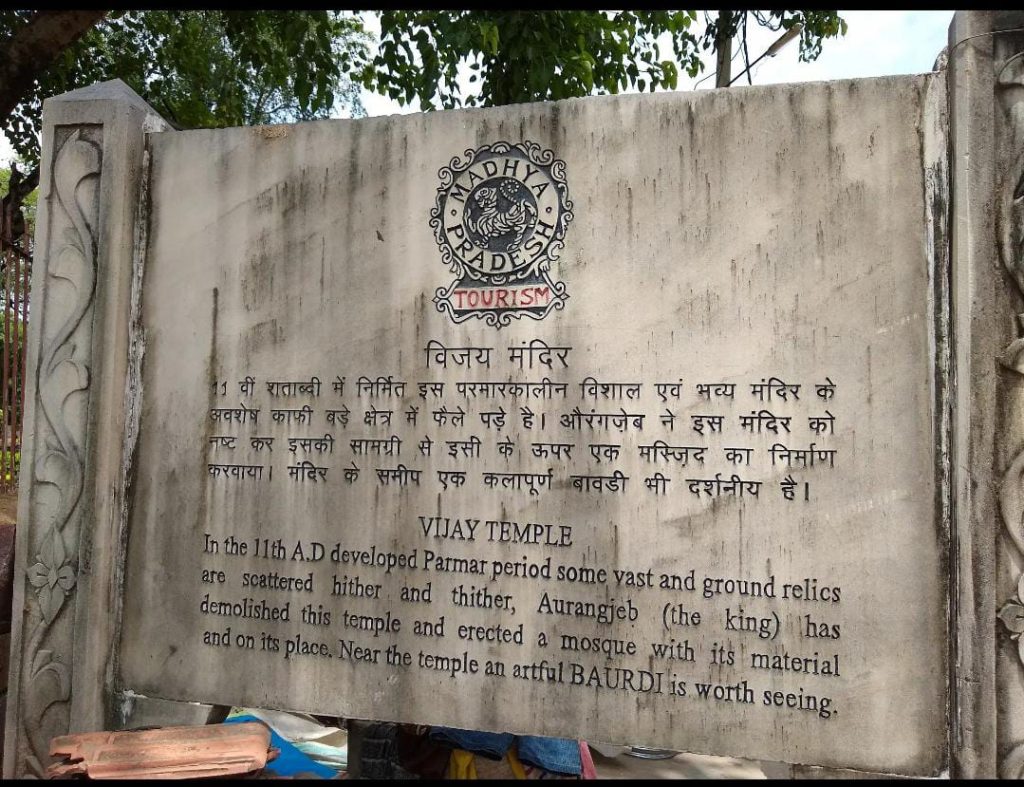 MADHYA
PRADESH
TOURISM
विजय मंदिर
11 वीं शताब्दी में निर्मित इस परमारकालीन विशाल एवं भव्य मंदिर के
अवशेष काफी बड़े क्षेत्र में फैले पड़े है। औरंगज़ेब ने इस मंदिर को
नष्ट कर इसकी सामग्री से इसी के ऊपर एक मस्ज़िद का निर्माण
करवाया। मंदिर के समीप एक कलापूर्ण बावडी भी दर्शनीय है।
VIJAY TEMPLE
In the 11th A.D developed Parmar period some vast and ground relics
are scattered hither and thither, Aurangjeb (the king) has
demolished this temple and erected a mosque with its material
and on its place. Near the temple an artful BAURDI is worth seeing.